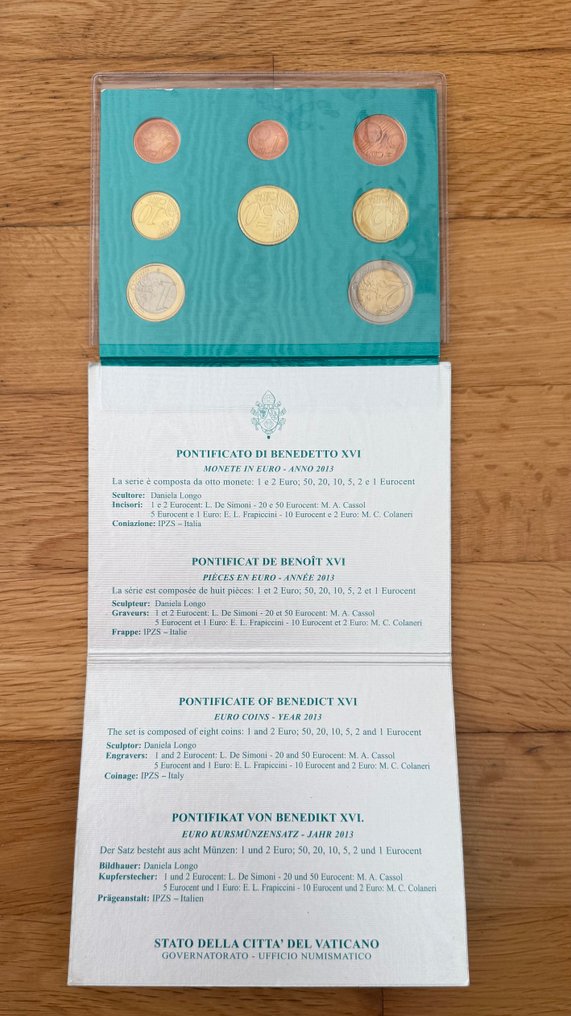 PONTIFICATO DI BENEDETTO XVI
MONETE IN EURO - ANNO 2013
La serie è composta da otto monete: 1 e 2 Euro; 50, 20, 10, 5, 2 e 1 Eurocent
Scultore: Daniela Longo
Incisori: 1 e 2 Eurocent: L. De Simoni - 20 e 50 Eurocent: M. A. Cassol
5 Eurocent e 1 Euro: E. L. Frapiccini - 10 Eurocent e 2 Euro: M. C. Colaneri
Coniazione: IPZS – Italia
PONTIFICAT DE BENOÎT XVI
PIÈCES EN EURO - ANNÉE 2013
La série est composée de huit pièces: 1 et 2 Euro; 50, 20, 10, 5, 2 et 1 Eurocent
Sculpteur: Daniela Longo
Graveurs: 1 et 2 Eurocent: L. De Simoni - 20 et 50 Eurocent: M. A. Cassol
5 Eurocent et 1 Euro: E. L. Frapiccini - 10 Eurocent et 2 Euro: M. C. Colaneri
Frappe: IPZS – Italie
PONTIFICATE OF BENEDICT XVI
EURO COINS - YEAR 2013
The set is composed of eight coins: 1 and 2 Euro; 50, 20, 10, 5, 2 and 1 Eurocent
Sculptor: Daniela Longo
Engravers: 1 and 2 Eurocent: L. De Simoni - 20 and 50 Eurocent: M. A. Cassol
5 Eurocent and 1 Euro: E. L. Frapiccini - 10 Eurocent and 2 Euro: M. C. Colaneri
Coinage: IPZS – Italy
PONTIFIKAT VON BENEDIKT XVI.
EURO KURSMÜNZENSATZ - JAHR 2013
Der Satz besteht aus acht Münzen: 1 und 2 Euro; 50, 20, 10, 5, 2 und 1 Eurocent
Bildhauer: Daniela Longo
Kupferstecher: 1 und 2 Eurocent: L. De Simoni - 20 und 50 Eurocent: M. A. Cassol
5 Eurocent und 1 Euro: E. L. Frapiccini - 10 Eurocent und 2 Euro: M. C. Colaneri
Prägeanstalt: IPZS – Italien
STATO DELLA CITTA' DEL VATICANO
GOVERNATORATO - UFFICIO NUMISMATICO